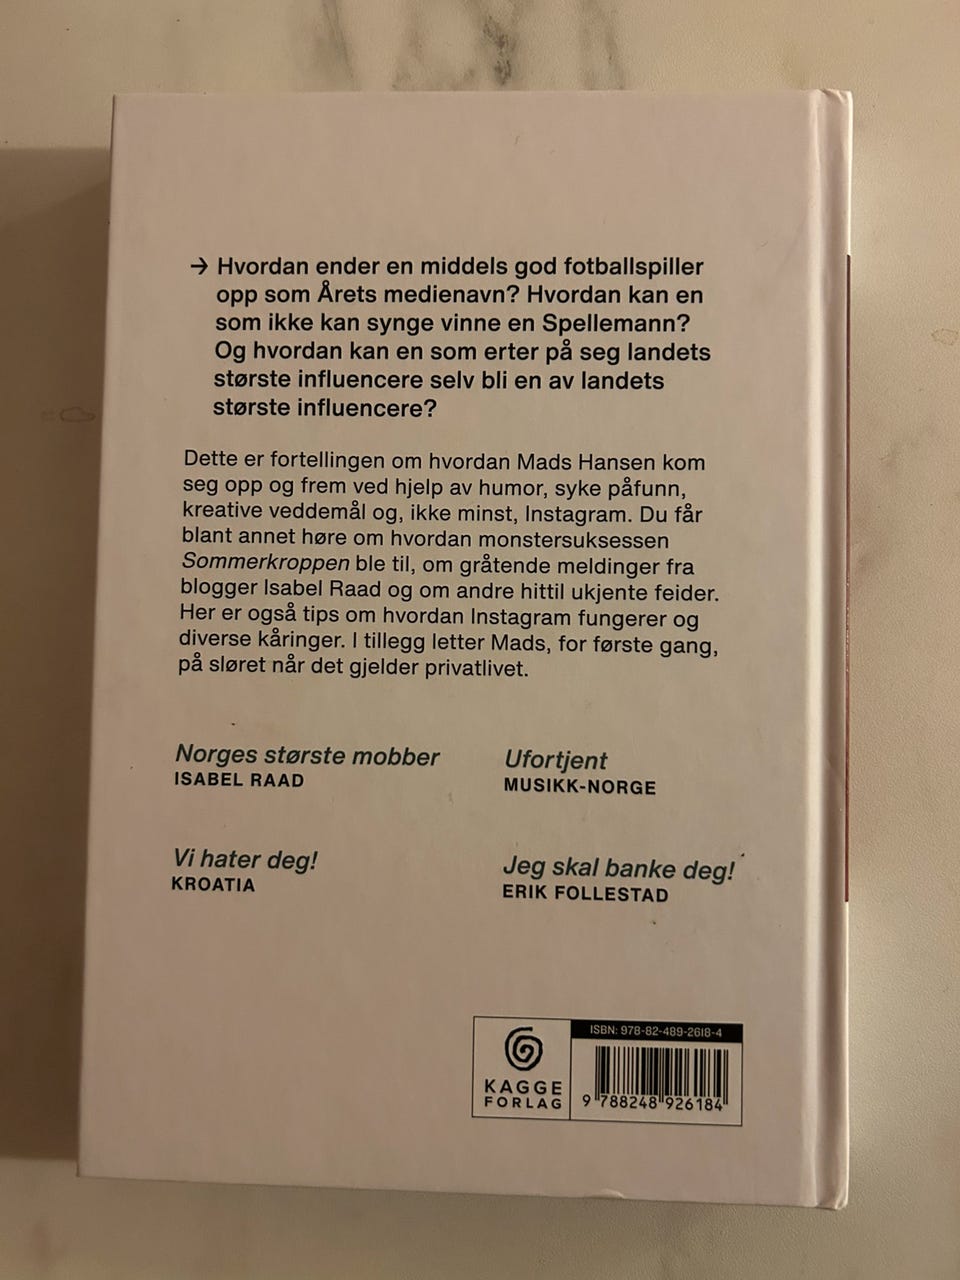 → Hvordan ender en middels god fotballspiller
opp som Årets medienavn? Hvordan kan en
som ikke kan synge vinne en Spellemann?
Og hvordan kan en som erter på seg landets
største influencere selv bli en av landets
største influencere?
Dette er fortellingen om hvordan Mads Hansen kom
seg opp og frem ved hjelp av humor, syke påfunn,
kreative veddemål og, ikke minst, Instagram. Du får
blant annet høre om hvordan monstersuksessen
Sommerkroppen ble til, om gråtende meldinger fra
blogger Isabel Raad og om andre hittil ukjente feider.
Her er også tips om hvordan Instagram fungerer og
diverse kåringer. I tillegg letter Mads, for første gang,
på sløret når det gjelder privatlivet.
Norges største mobber
ISABEL RAAD
Ufortjent
MUSIKK-NORGE
Vi hater deg!
KROATIA
Jeg skal banke deg!
ERIK FOLLESTAD
KAGGE
FORLAG
ISBN: 978-82-489-2618-4
9 788248 926184